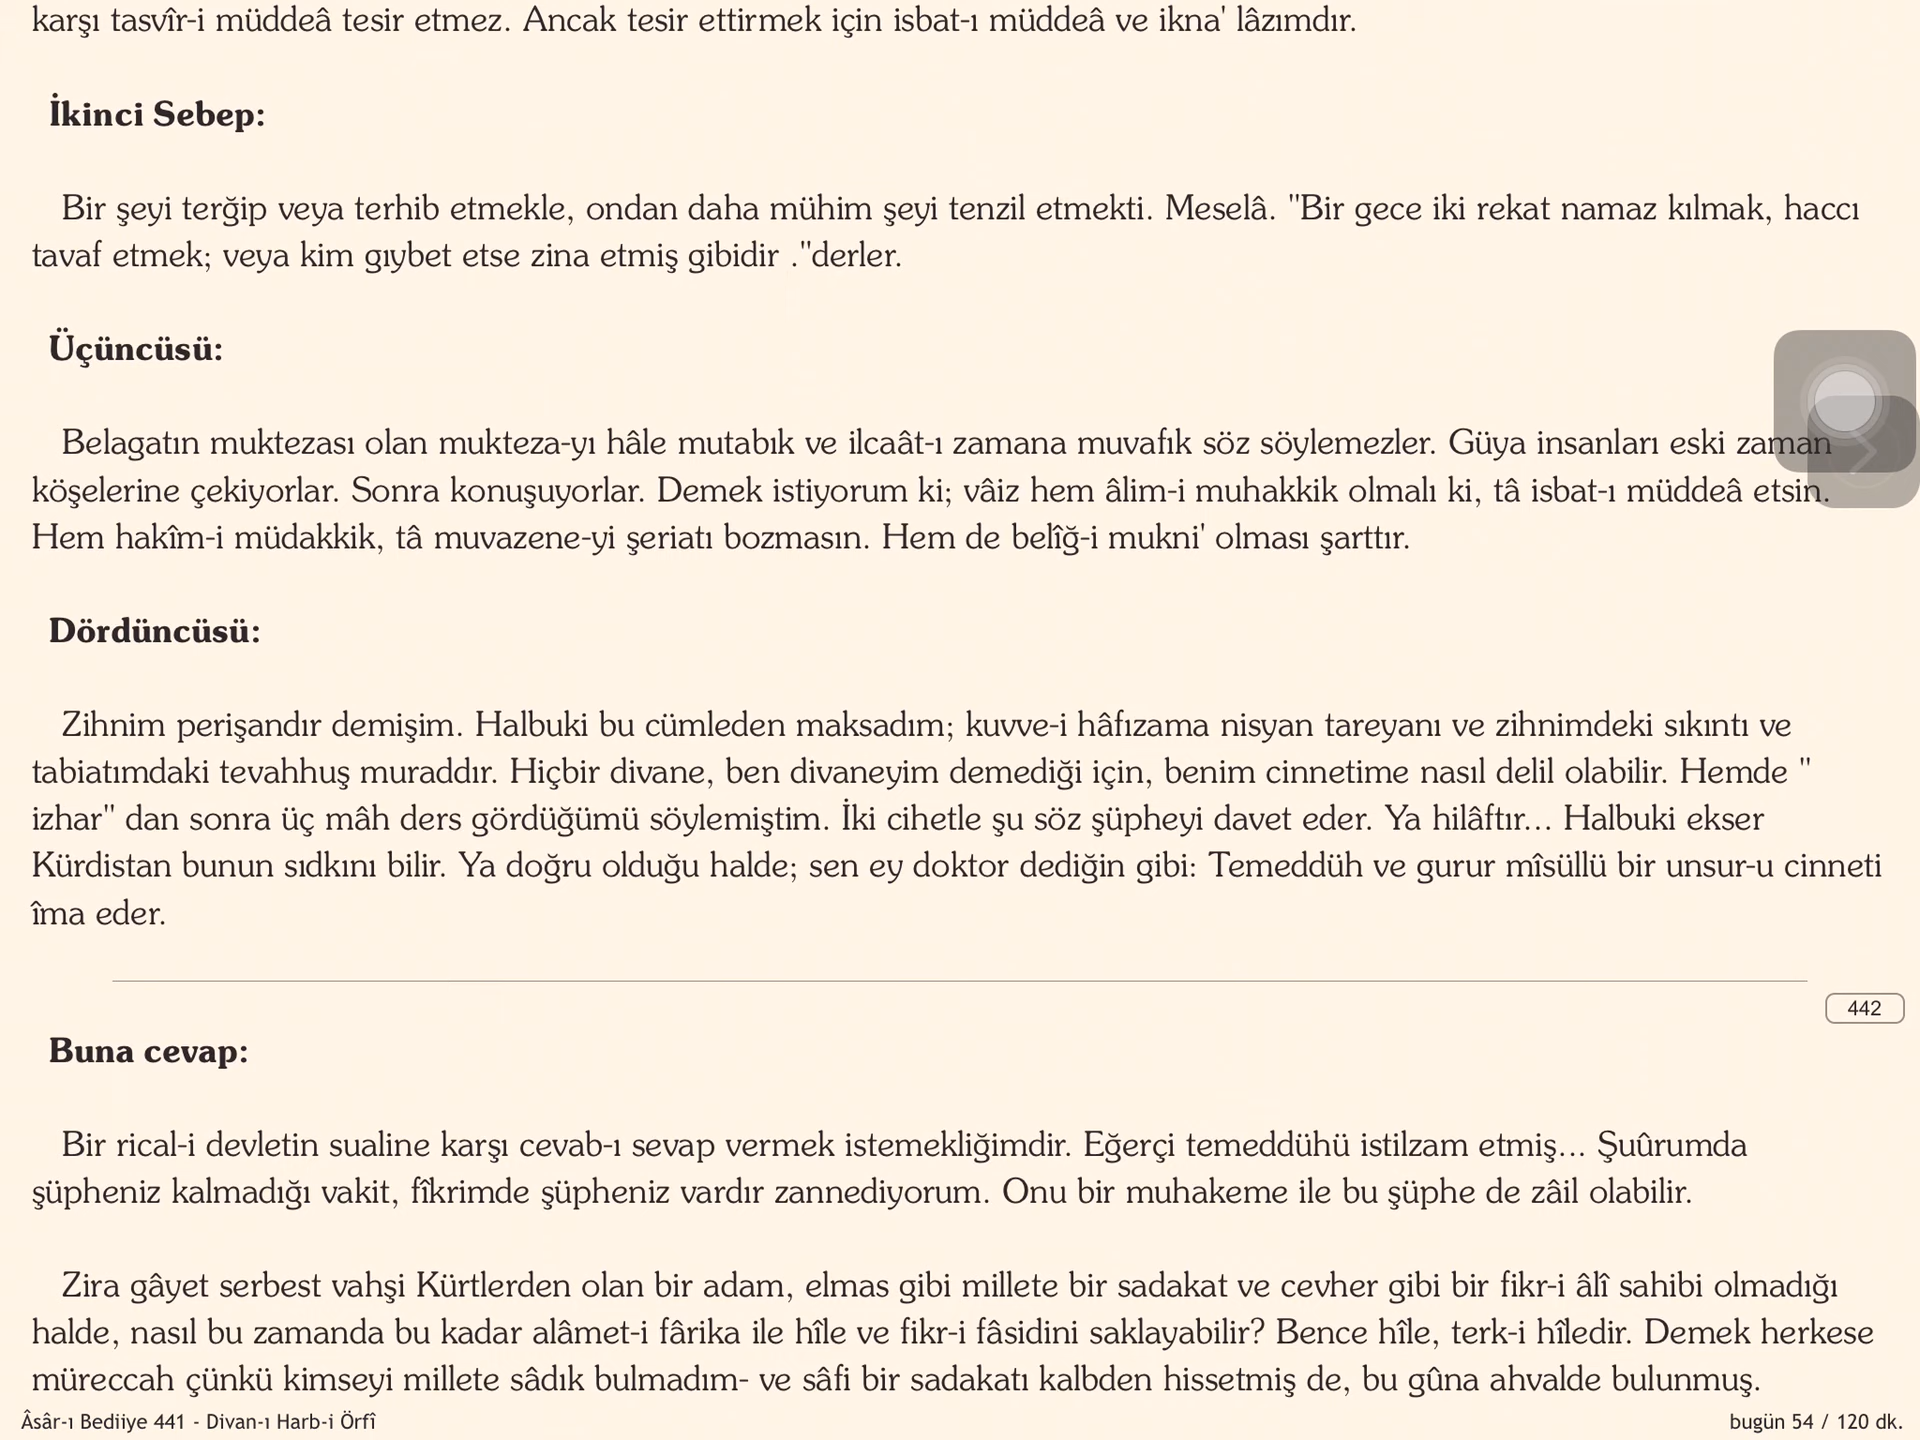 karşı tasvîr-i müddeâ tesir etmez. Ancak tesir ettirmek için isbat-ı müddeâ ve ikna' lâzımdır.
İkinci Sebep:
Bir şeyi terğip veya terhib etmekle, ondan daha mühim şeyi tenzil etmekti. Meselâ. "Bir gece iki rekat namaz kılmak, haccı
tavaf etmek; veya kim gıybet etse zina etmiş gibidir ."derler.
Üçüncüsü:
Belagatın muktezası olan mukteza-yı hâle mutabık ve ilcaât-ı zamana muvafık söz söylemezler. Güya insanları eski zaman
köşelerine çekiyorlar. Sonra konuşuyorlar. Demek istiyorum ki; vâiz hem âlim-i muhakkik olmalı ki, tâ isbat-ı müddeâ etsin.
Hem hakîm-i müdakkik, tâ muvazene-yi şeriatı bozmasın. Hem de belîğ-i mukni' olması şarttır.
Dördüncüsü:
Zihnim perişandır demişim. Halbuki bu cümleden maksadım; kuvve-i hâfızama nisyan tareyanı ve zihnimdeki sıkıntı ve
tabiatımdaki tevahhuş muraddır. Hiçbir divane, ben divaneyim demediği için, benim cinnetime nasıl delil olabilir. Hemde "
izhar" dan sonra üç mâh ders gördüğümü söylemiştim. İki cihetle şu söz şüpheyi davet eder. Ya hilâftır... Halbuki ekser
Kürdistan bunun sıdkını bilir. Ya doğru olduğu halde; sen ey doktor dediğin gibi: Temeddüh ve gurur mîsüllü bir unsur-u cinneti
îma eder.
442
Buna cevap:
Bir rical-i devletin sualine karşı cevab-ı sevap vermek istemekliğimdir. Eğerçi temeddühü istilzam etmiş... Şuûrumda
şüpheniz kalmadığı vakit, fîkrimde şüpheniz vardır zannediyorum. Onu bir muhakeme ile bu şüphe de zâil olabilir.
Zira gâyet serbest vahşi Kürtlerden olan bir adam, elmas gibi millete bir sadakat ve cevher gibi bir fikr-i âlî sahibi olmadığı
halde, nasıl bu zamanda bu kadar alâmet-i fârika ile hîle ve fikr-i fâsidini saklayabilir? Bence hîle, terk-i hîledir. Demek herkese
müreccah çünkü kimseyi millete sâdık bulmadım- ve sâfi bir sadakatı kalbden hissetmiş de, bu gûna ahvalde bulunmuş.
Âsâr-ı Bediiye 441 - Divan-ı Harb-i Örfî
bugün 54 / 120 dk.